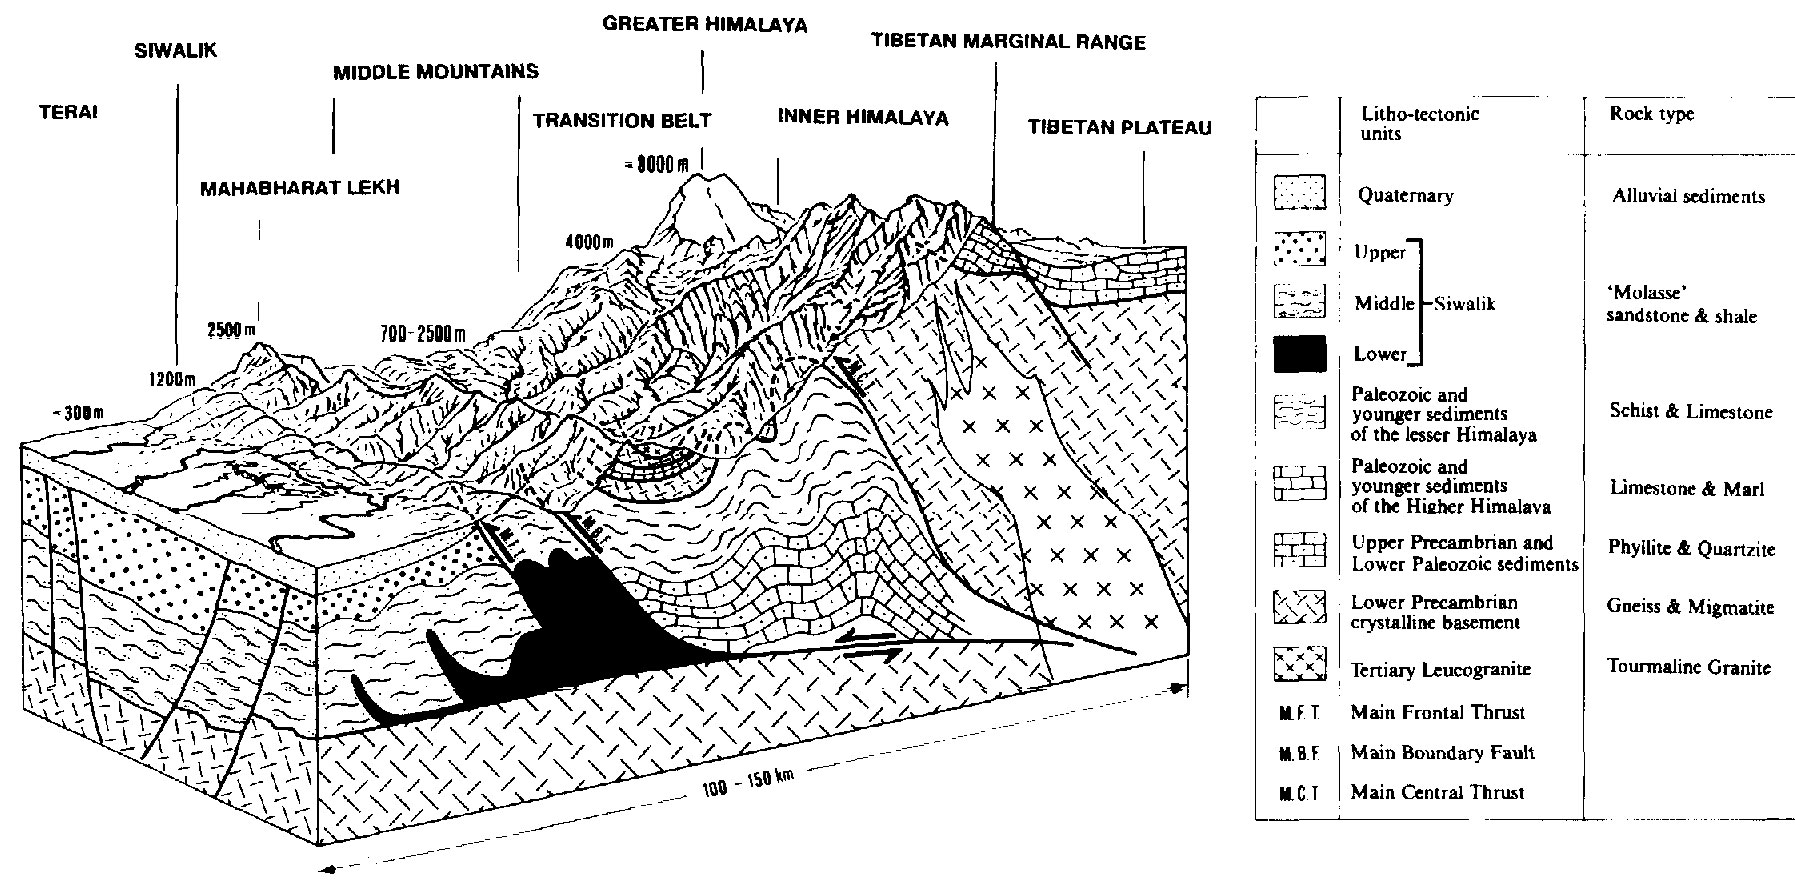 GREATER HIMALAYA
SIWALIK
TIBETAN MARGINAL RANGE
MIDDLE MOUNTAINS
TERAI
TRANSITION BELT
INNER HIMALAYA
TIBETAN PLATEAU
MAHABHARAT LEKH
≈8000 m
4000 m
2500 m
700-2500 m
1200 m
~300 m
M.F.T.
M.B.F.
M.C.T
100 - 150 km
Litho-tectonic
units
Rock type
Quaternary
Alluvial sediments
Upper
Middle
Siwalik
Lower
'Molasse'
sandstone & shale
Paleozoic and
younger sediments
of the lesser Himalaya
Schist & Limestone
Paleozoic and
younger sediments
of the Higher Himalaya
Limestone & Marl
Upper Precambrian and
Lower Paleozoic sediments
Phyllite & Quartzite
Lower Precambrian
crystalline basement
Gneiss & Migmatite
Tertiary Leucogranite
Tourmaline Granite
M.F.T. Main Frontal Thrust
M.B.F. Main Boundary Fault
M.C.T Main Central Thrust